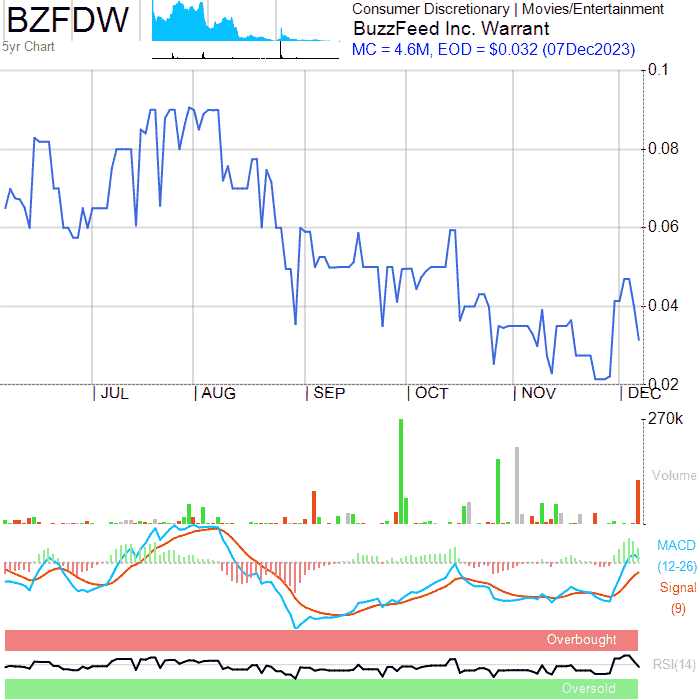 BZFDW
5yr Chart
Consumer Discretionary | Movies/Entertainment
BuzzFeed Inc. Warrant
MC = 4.6M, EOD = $0.032 (07Dec2023)
0.1
0.08
0.06
0.04
0.02
JUL AUG SEP OCT NOV DEC
270k
Volume
MACD
(12-26)
Signal
(9)
Overbought
RSI(14)
Oversold